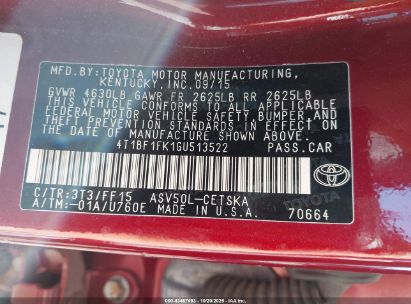 MFD. BY: TOYOTA MOTOR MANUFACTURING,
KENTUCKY, INC. 09/15
GVWR 4630LB GAWR FR 2625LB RR 2625LB
THIS VEHICLE CONFORMS TO ALL APPLICABLE
FEDERAL MOTOR VEHICLE SAFETY, BUMPER, AND
THEFT PREVENTION STANDARDS IN EFFECT ON
THE DATE OF MANUFACTURE SHOWN ABOVE.
4T1BF1FK1GU513522 PASS.CAR
C/TR:3T3/FF15 ASV50L-CETSKA
A/TM:-01A/U760E MADE IN U.S.A.
TOYOTA
70664